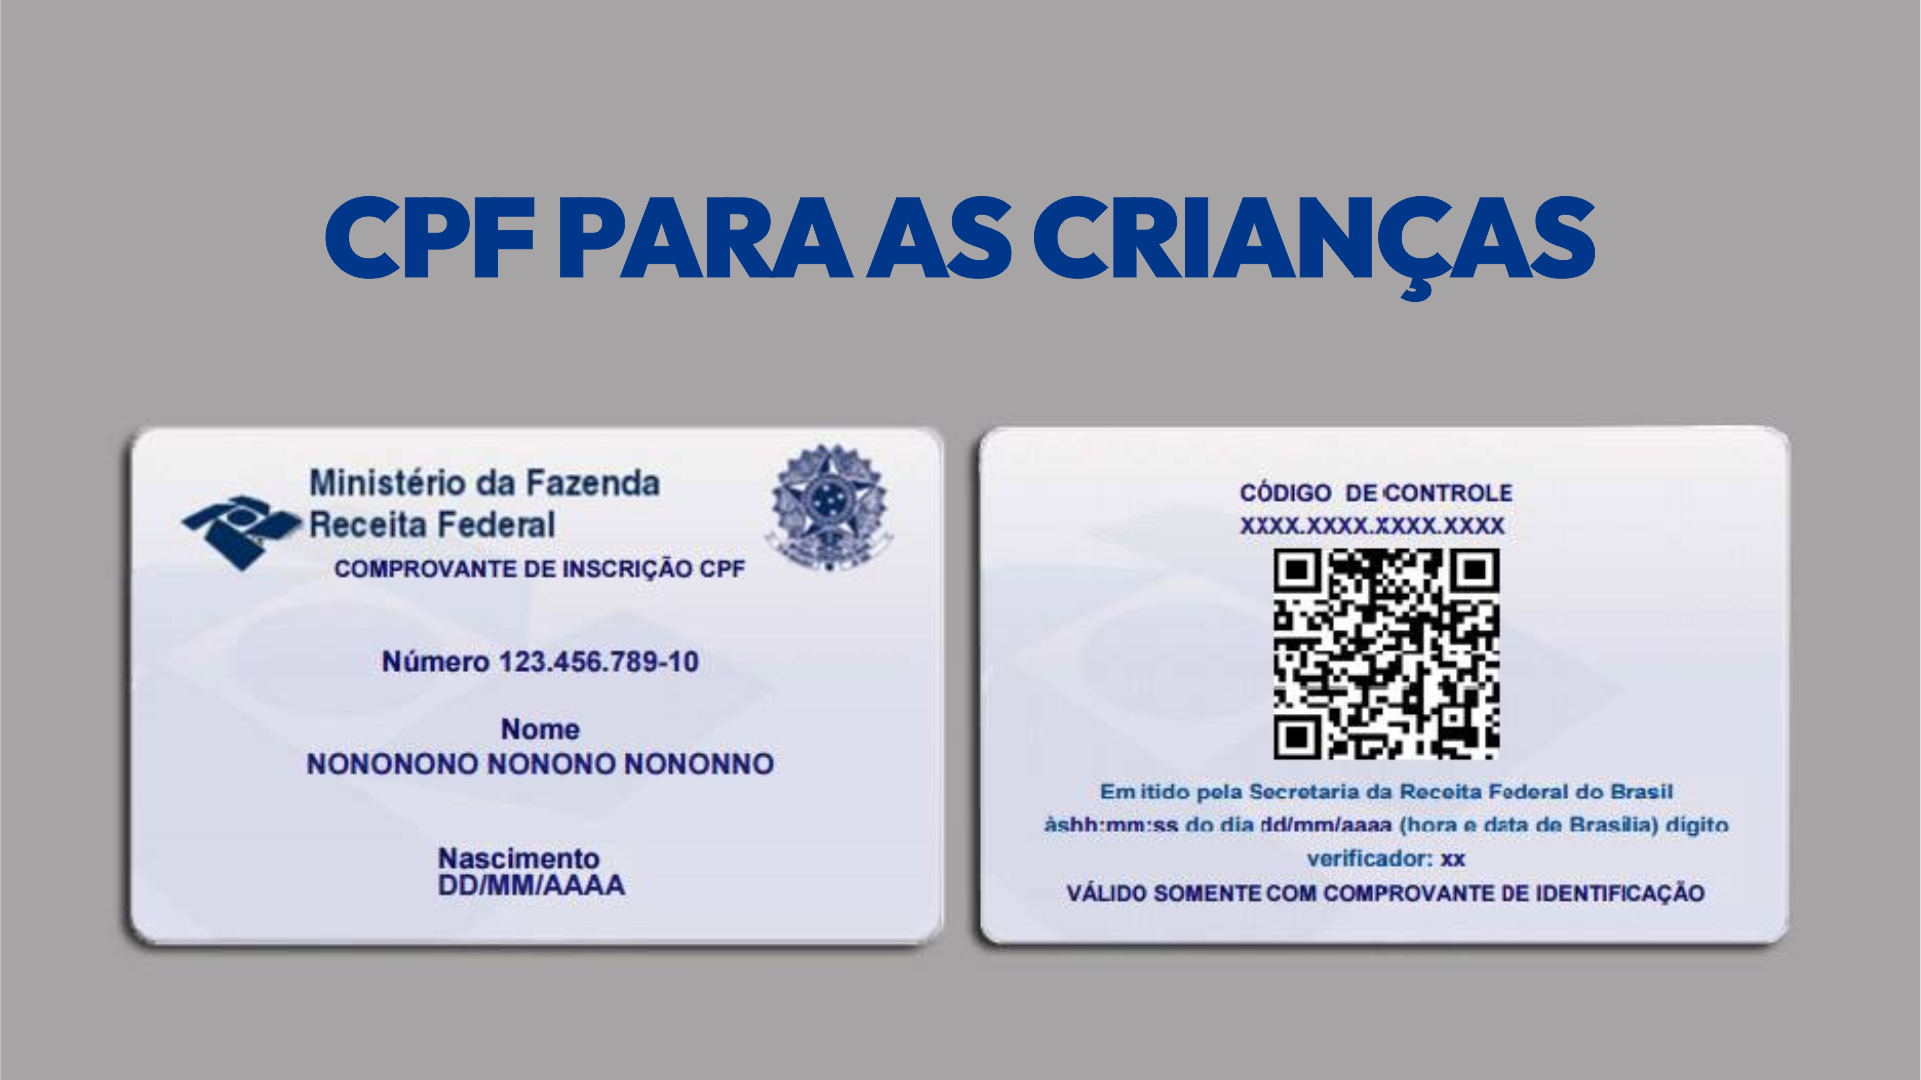 CPF PARA AS CRIANÇAS
Ministério da Fazenda
Receita Federal
COMPROVANTE DE INSCRIÇÃO CPF
Número 123.456.789-10
Nome
NONONONO NONONO NONONNO
Nascimento
DD/MM/AAAA
CÓDIGO DE CONTROLE
XXXX.XXXX.XXXX.XXXX
Emitido pela Secretaria da Receita Federal do Brasil
àshh:mm:ss do dia dd/mm/aaaa (hora e data de Brasília) digito
verificador: xx
VÁLIDO SOMENTE COM COMPROVANTE DE IDENTIFICAÇÃO